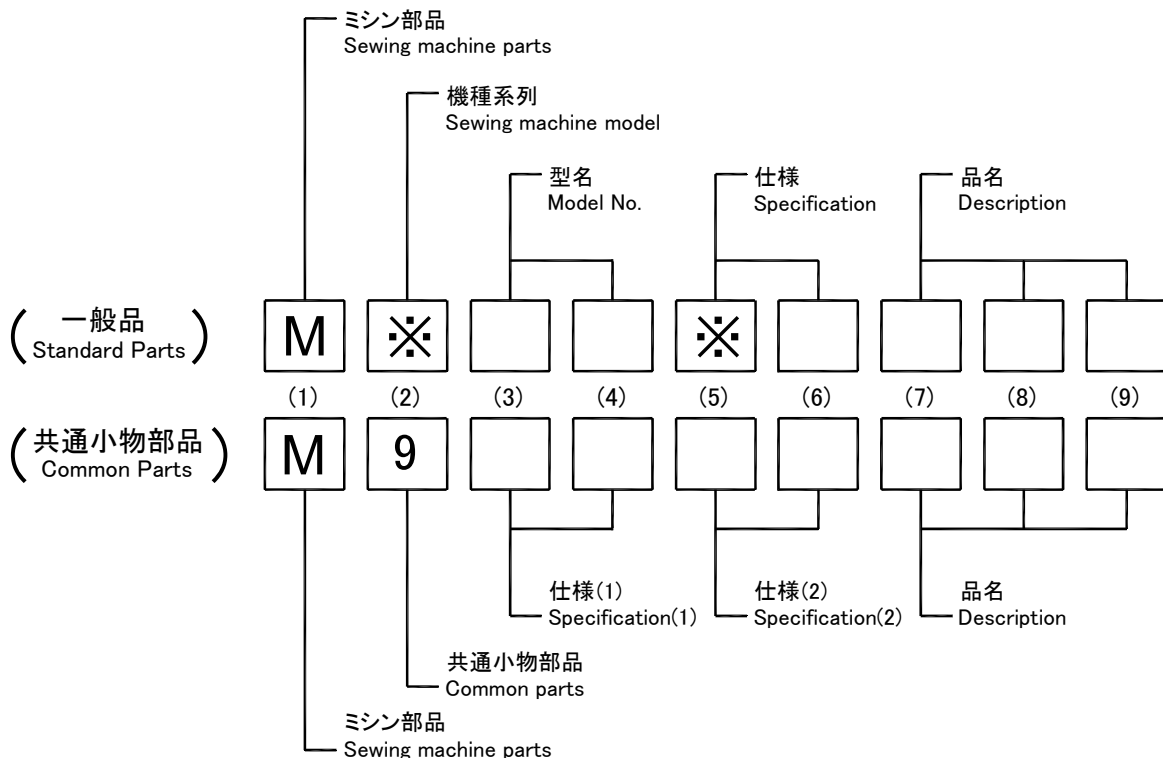 ミシン部品
Sewing machine parts
機種系列
Sewing machine model
型名
Model No.
仕様
Specification
品名
Description
一般品
Standard Parts
M ※ ※
(1) (2) (3) (4) (5) (6) (7) (8) (9)
共通小物部品
Common Parts
M 9
仕様(1)
Specification(1)
仕様(2)
Specification(2)
品名
Description
共通小物部品
Common parts
ミシン部品
Sewing machine parts